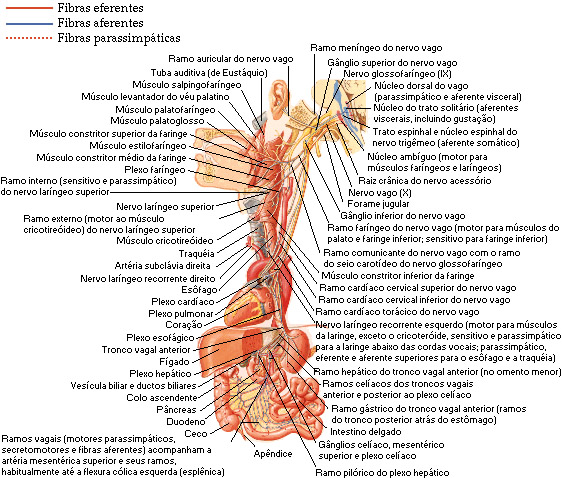 Fibras eferentes
Fibras aferentes
Fibras parassimpáticas
Ramo auricular do nervo vago
Tuba auditiva (de Eustáquio)
Músculo salpingofaríngeo
Músculo levantador do véu palatino
Músculo palatofaríngeo
Músculo palatoglosso
Músculo constritor superior da faringe
Músculo estilofaríngeo
Músculo constritor médio da faringe
Plexo faríngeo
Ramo interno (sensitivo e parassimpático)
do nervo laríngeo superior
Nervo laríngeo superior
Ramo externo (motor ao músculo
cricotireóideo) do nervo laríngeo superior
Músculo cricotireóideo
Traquéia
Artéria subclávia direita
Nervo laríngeo recorrente direito
Esôfago
Plexo cardíaco
Plexo pulmonar
Coração
Plexo esofágico
Tronco vagal anterior
Fígado
Plexo hepático
Vesícula biliar e ductos biliares
Colo ascendente
Pâncreas
Duodeno
Ceco
Ramos vagais (motores parassimpáticos,
secretomotores e fibras aferentes) acompanham a
artéria mesentérica superior e seus ramos,
habitualmente até a flexura cólica esquerda (esplênica)
Apêndice
Ramo meníngeo do nervo vago
Gânglio superior do nervo vago
Nervo glossofaríngeo (IX)
Núcleo dorsal do vago
(parassimpático e aferente visceral)
Núcleo do trato solitário (aferentes
viscerais, incluindo gustação)
Trato espinhal e núcleo espinhal do
nervo trigêmeo (aferente somático)
Núcleo ambíguo (motor para
músculos faríngeos e laríngeos)
Raiz crânica do nervo acessório
Nervo vago (X)
Forame jugular
Gânglio inferior do nervo vago
Ramo faríngeo do nervo vago (motor para músculos do
palato e faringe inferior; sensitivo para faringe inferior)
Ramo comunicante do nervo vago com o ramo
do seio carotídeo do nervo glossofaríngeo
Músculo constritor inferior da faringe
Ramo cardíaco cervical superior do nervo vago
Ramo cardíaco cervical inferior do nervo vago
Ramo cardíaco torácico do nervo vago
Nervo laríngeo recorrente esquerdo (motor para músculos
da laringe, exceto o cricoteróide, sensitivo e parassimpático
para a laringe abaixo das cordas vocais; parassimpático,
eferente e aferente superiores para o esôfago e a traquéia)
Ramo hepático do tronco vagal anterior (no omento menor)
Ramos celíacos dos troncos vagais
anterior e posterior ao plexo celíaco
Ramo gástrico do tronco vagal anterior (ramos
do tronco posterior atrás do estômago)
Intestino delgado
Gânglios celíaco, mesentérico
superior e plexo celíaco
Ramo pilórico do plexo hepático